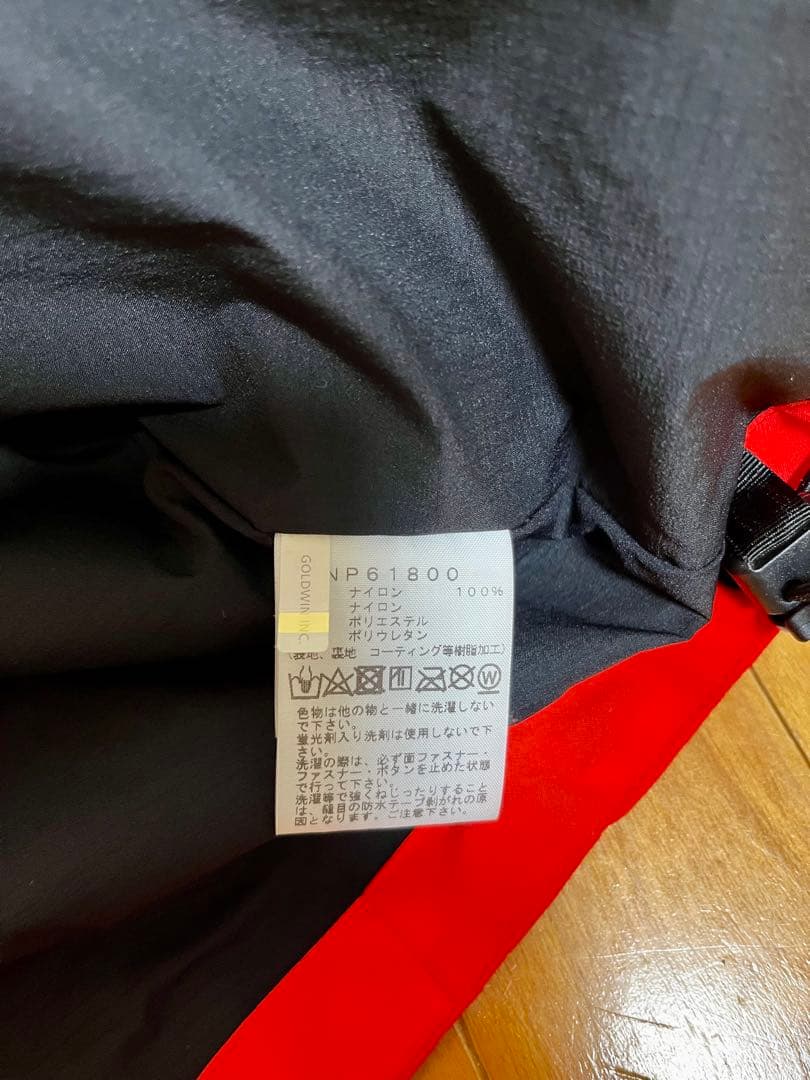 GOLDWIN INC.
NP61800
ナイロン 100%
ナイロン
ポリエステル
ポリウレタン
(表地、裏地 コーティング等樹脂加工)
W
色物は他の物と一緒に洗濯しない
で下さい。
蛍光剤入り洗剤は使用しないで下
さい。
洗濯の際は、必ず面ファスナー・
ファスナー・ボタンを止めた状態
で行って下さい。
洗濯等で強くねじったりすること
は、縫目の防水テープ剥がれの原
因となります。ご注意下さい。